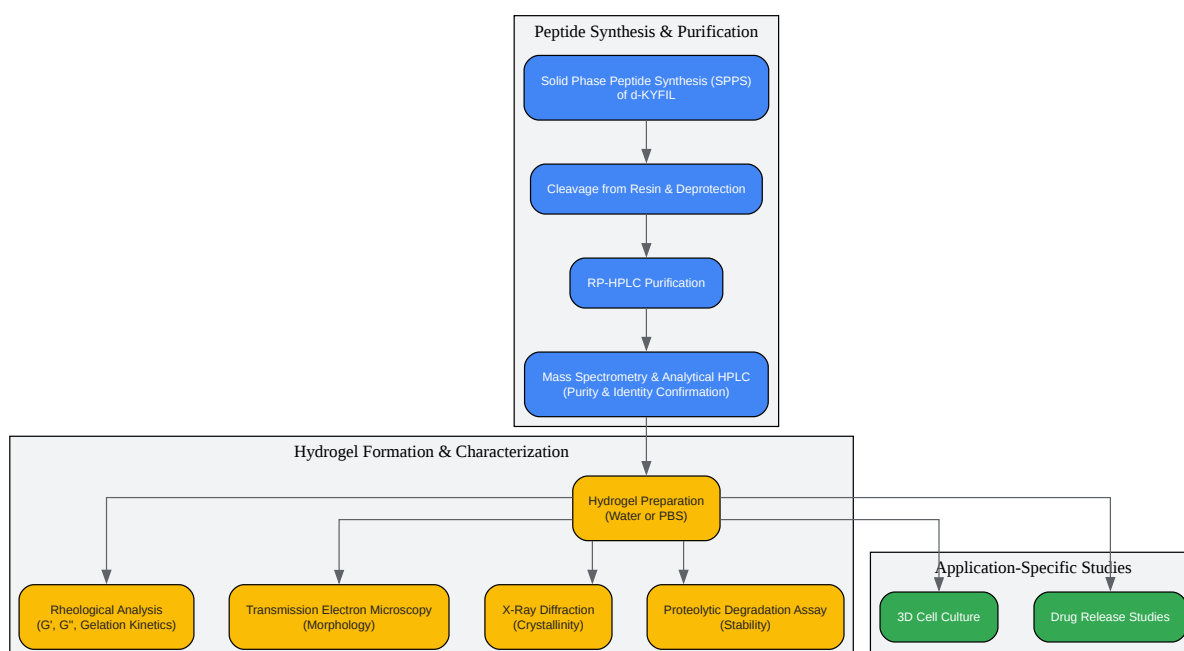 Peptide Synthesis & Purification
Solid Phase Peptide Synthesis (SPPS)
of d-KYFIL
Cleavage from Resin & Deprotection
RP-HPLC Purification
Mass Spectrometry & Analytical HPLC
(Purity & Identity Confirmation)
Hydrogel Formation & Characterization
Hydrogel Preparation
(Water or PBS)
Rheological Analysis
(G', G", Gelation Kinetics)
Transmission Electron Microscopy
(Morphology)
X-Ray Diffraction
(Crystallinity)
Proteolytic Degradation Assay
(Stability)
Application-Specific Studies
3D Cell Culture
Drug Release Studies